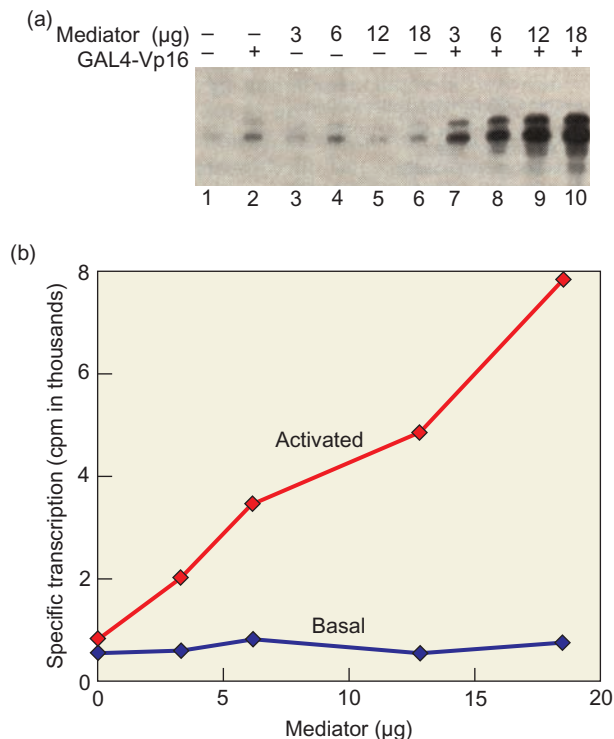 (a)
Mediator (µg) – – 3 6 12 18 3 6 12 18
GAL4-Vp16 – + – – – – + + + +
1 2 3 4 5 6 7 8 9 10
(b)
8
6
4
2
0
Specific transcription (cpm in thousands)
Activated
Basal
0 5 10 15 20
Mediator (µg)